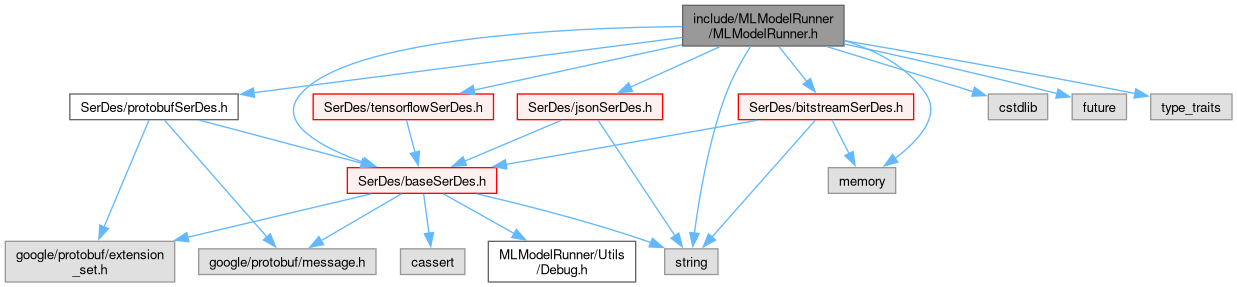 include/MLModelRunner
/MLModelRunner.h
SerDes/protobufSerDes.h
SerDes/tensorflowSerDes.h
SerDes/jsonSerDes.h
SerDes/bitstreamSerDes.h
cstdlib
future
type_traits
SerDes/baseSerDes.h
memory
google/protobuf/extension
_set.h
google/protobuf/message.h
cassert
MLModelRunner/Utils
/Debug.h
string